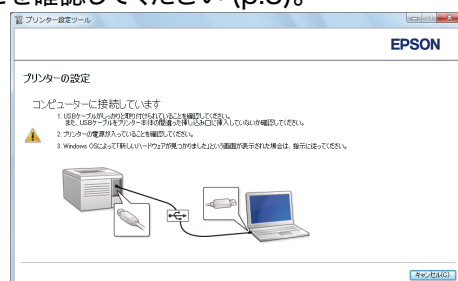 を確認してください (p.3)。
プリンター設定ツール
EPSON
プリンターの設定
コンピューターに接続しています
1. USBケーブルがしっかりと取り付けられていることを確認してください。
また、USBケーブルをプリンター本体の間違った挿し込み口に挿入していないか確認してください。
2. プリンターの電源が入っていることを確認してください。
3. Windows OSによって「新しいハードウェアが見つかりました」という画面が表示された場合は、指示に従ってください。
キャンセル(C)